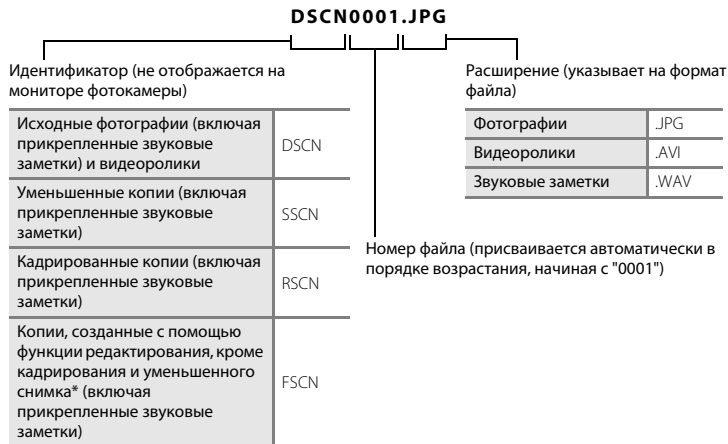 DSCN0001.JPG
Идентификатор (не отображается на
мониторе фотокамеры)
Исходные фотографии (включая
прикрепленные звуковые
заметки) и видеоролики
DSCN
Уменьшенные копии (включая
прикрепленные звуковые
заметки)
SSCN
Кадрированные копии (включая
прикрепленные звуковые
заметки)
RSCN
Копии, созданные с помощью
функции редактирования, кроме
кадрирования и уменьшенного
снимка* (включая
прикрепленные звуковые
заметки)
FSCN
Номер файла (присваивается автоматически в
порядке возрастания, начиная с "0001")
Расширение (указывает на формат
файла)
Фотографии .JPG
Видеоролики .AVI
Звуковые заметки .WAV